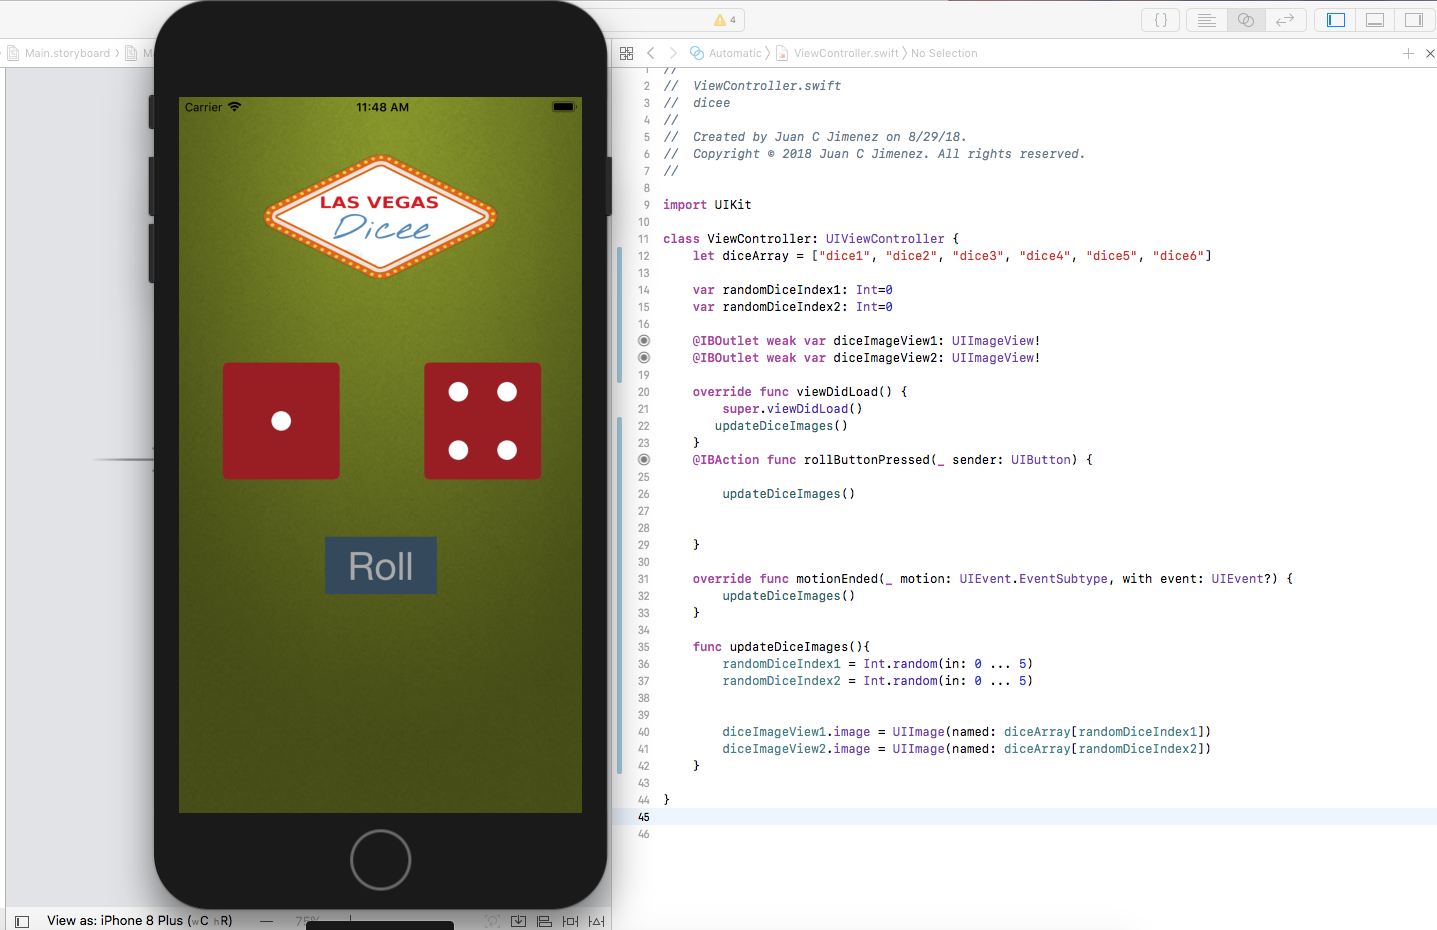 4
{ }
Main.storyboard
M
Automatic
ViewController.swift
No Selection
Carrier
11:48 AM
LAS VEGAS
Dicee
Roll
View as: iPhone 8 Plus (wC hR)
75%
1 //
2 //  ViewController.swift
3 //  dicee
4 //
5 //  Created by Juan C Jimenez on 8/29/18.
6 //  Copyright © 2018 Juan C Jimenez. All rights reserved.
7 //
8
9 import UIKit
10
11 class ViewController: UIViewController {
12     let diceArray = ["dice1", "dice2", "dice3", "dice4", "dice5", "dice6"]
13
14     var randomDiceIndex1: Int=0
15     var randomDiceIndex2: Int=0
16
@IBOutlet weak var diceImageView1: UIImageView!
@IBOutlet weak var diceImageView2: UIImageView!
19
20     override func viewDidLoad() {
21         super.viewDidLoad()
22        updateDiceImages()
23     }
@IBAction func rollButtonPressed(_ sender: UIButton) {
25
26         updateDiceImages()
27
28
29     }
30
31     override func motionEnded(_ motion: UIEvent.EventSubtype, with event: UIEvent?) {
32         updateDiceImages()
33     }
34
35     func updateDiceImages(){
36         randomDiceIndex1 = Int.random(in: 0 ... 5)
37         randomDiceIndex2 = Int.random(in: 0 ... 5)
38
39
40         diceImageView1.image = UIImage(named: diceArray[randomDiceIndex1])
41         diceImageView2.image = UIImage(named: diceArray[randomDiceIndex2])
42     }
43
44 }
45
46